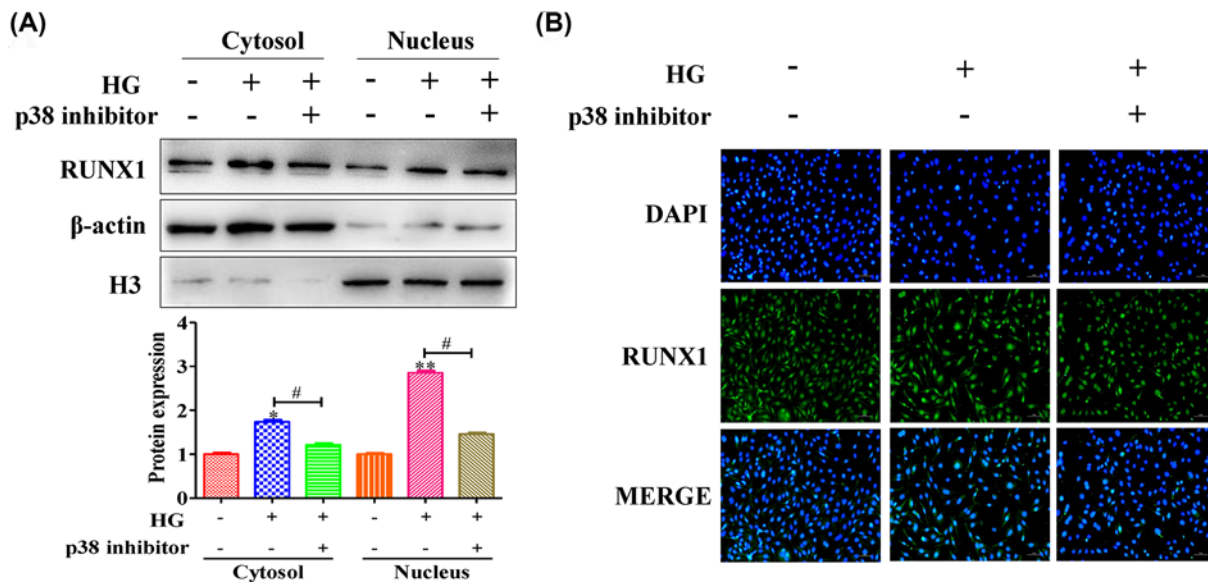 (A)
Cytosol Nucleus
HG - + + - + +
p38 inhibitor - - + - - +
RUNX1
β-actin
H3
Protein expression
4
3
2
1
0
* # ** #
HG - + + - + +
p38 inhibitor - - + - - +
Cytosol Nucleus
(B)
HG - + +
p38 inhibitor - - +
DAPI
RUNX1
MERGE